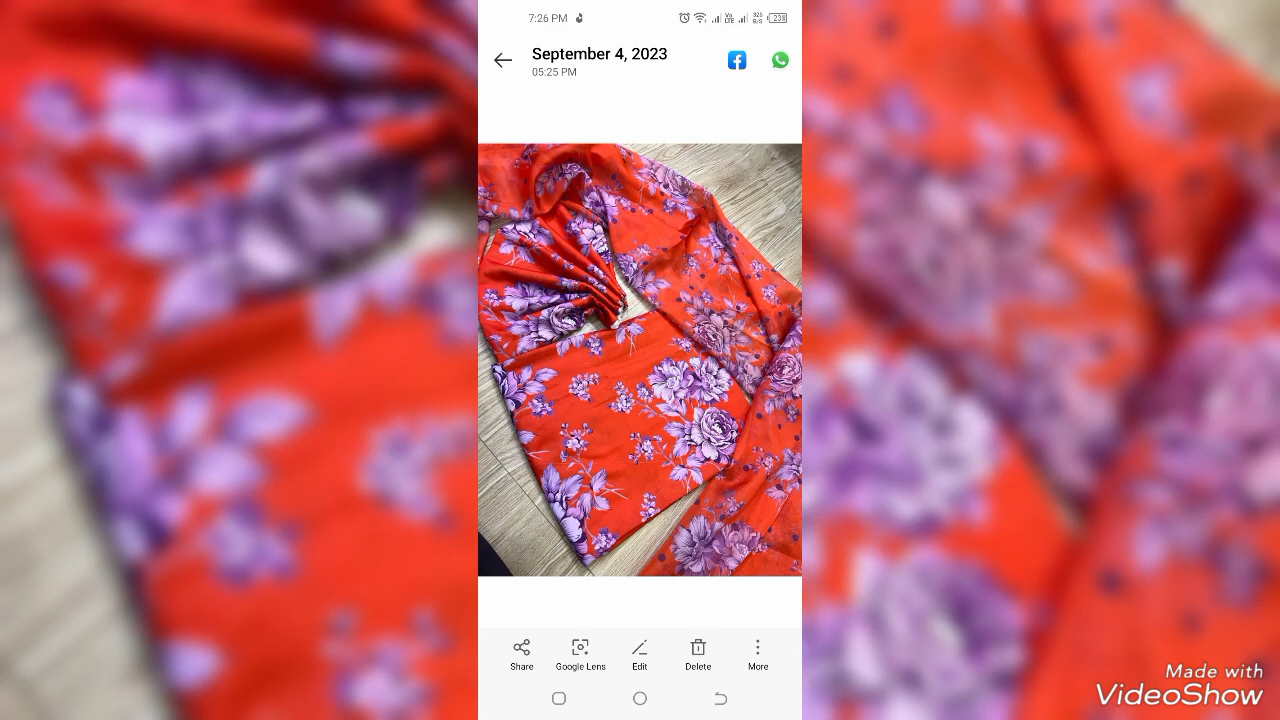 7:26 PM
September 4, 2023
05:25 PM
Share
Google Lens
Edit
Delete
More
Made with
VideoShow